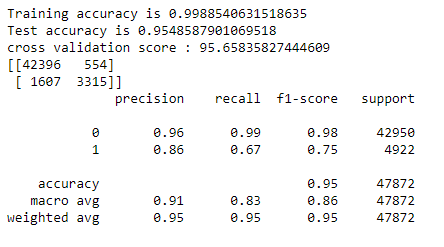 Training accuracy is 0.9988540631518635
Test accuracy is 0.9548587901069518
cross validation score : 95.65835827444609
[[42396 554]
[ 1607 3315]]
precision recall f1-score support
0 0.96 0.99 0.98 42950
1 0.86 0.67 0.75 4922
accuracy 0.95 47872
macro avg 0.91 0.83 0.86 47872
weighted avg 0.95 0.95 0.95 47872